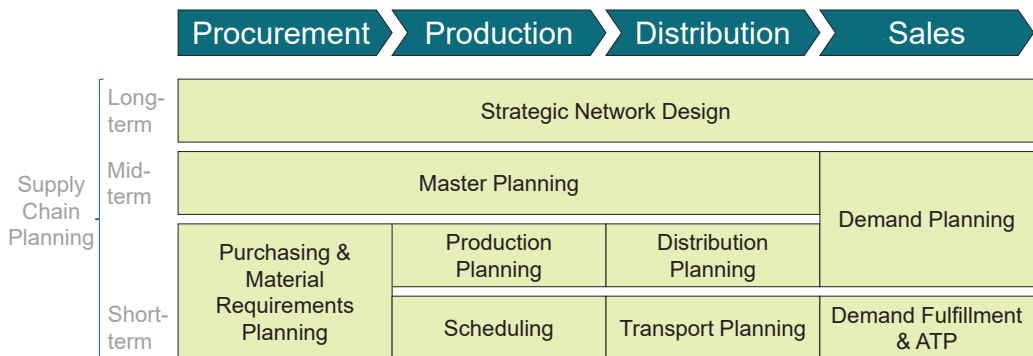 Procurement
Production
Distribution
Sales
Supply
Chain
Planning
Long-
term
Strategic Network Design
Mid-
term
Master Planning
Demand Planning
Purchasing &
Material
Requirements
Planning
Production
Planning
Distribution
Planning
Short-
term
Scheduling
Transport Planning
Demand Fulfillment
& ATP